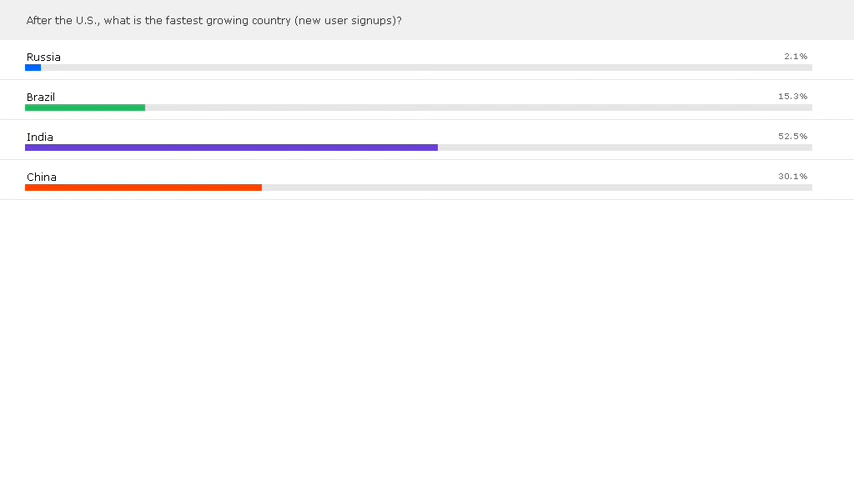 After the U.S., what is the fastest growing country (new user signups)?
Russia 2.1%
Brazil 15.3%
India 52.5%
China 30.1%